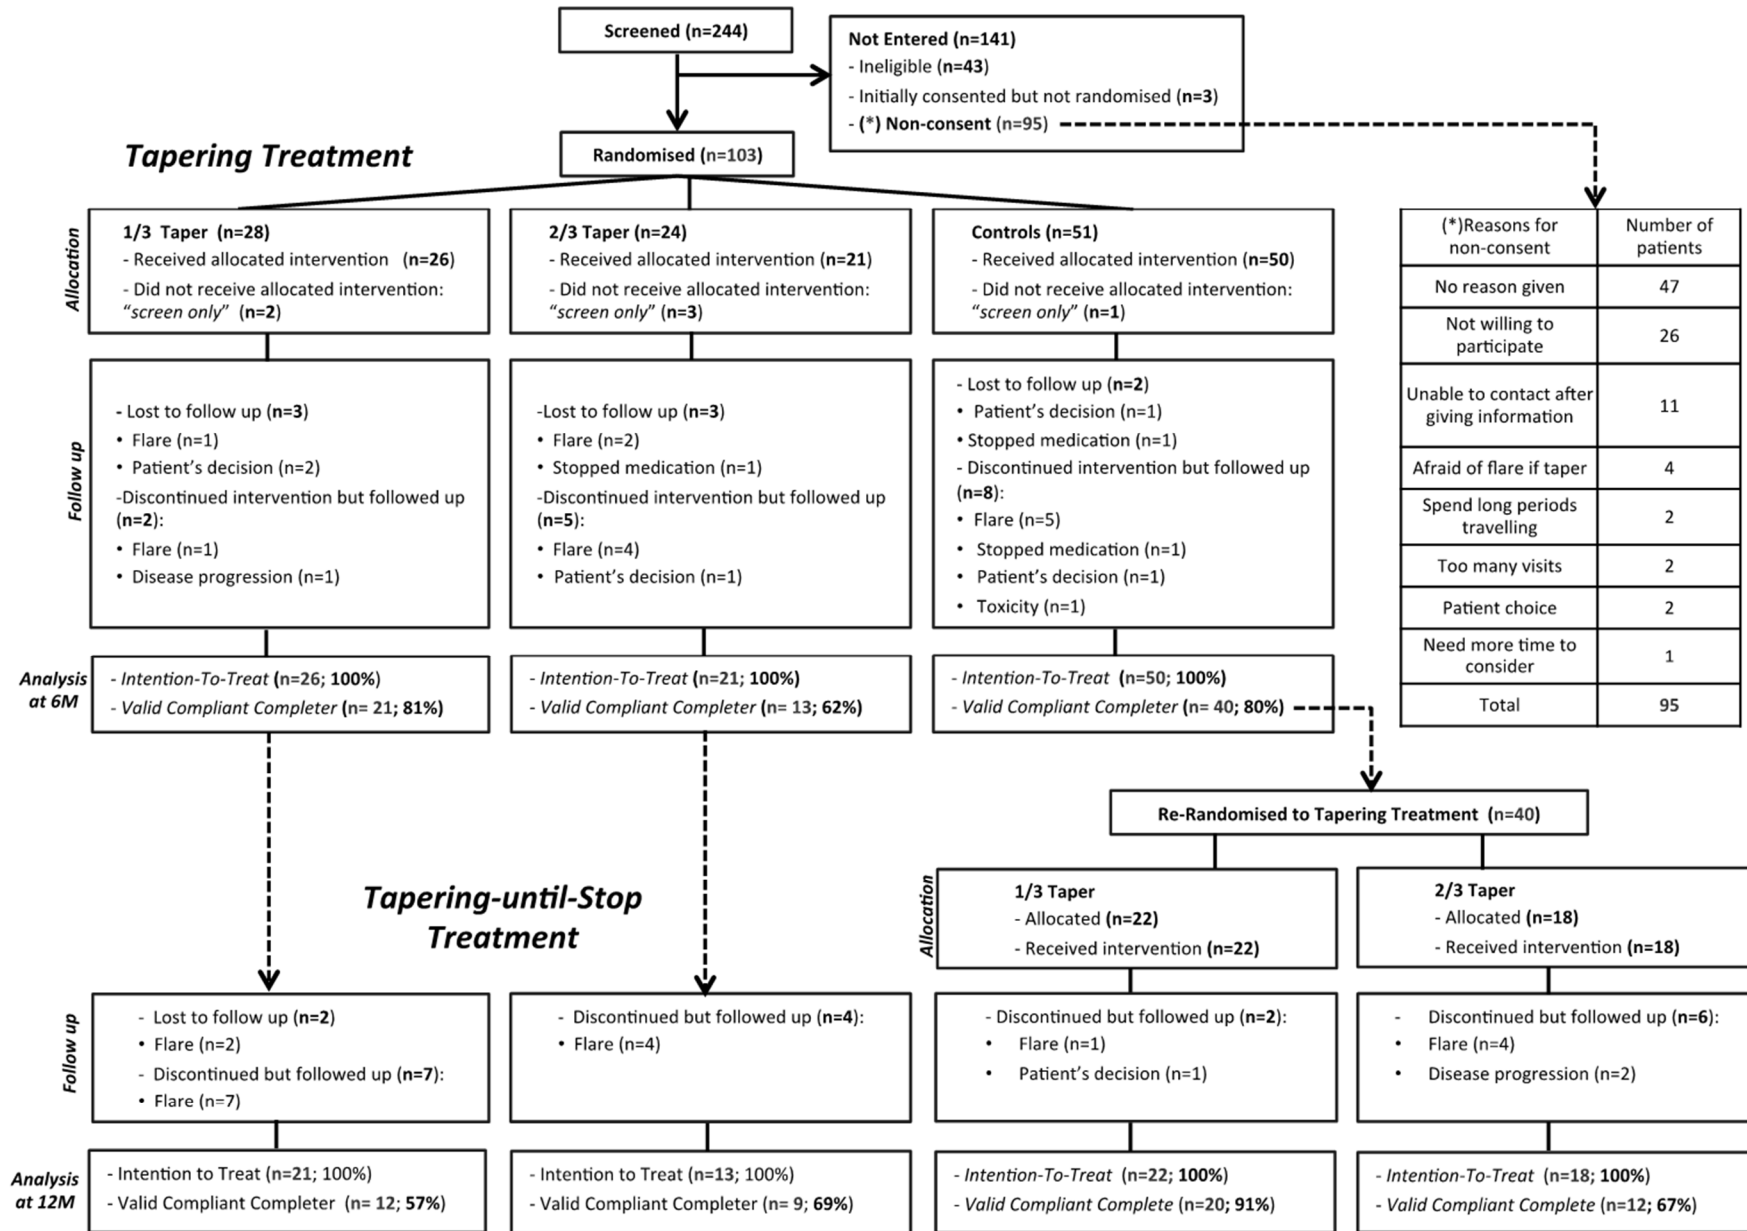 Screened (n=244)
Not Entered (n=141)
- Ineligible (n=43)
- Initially consented but not randomised (n=3)
- (*) Non-consent (n=95)
Tapering Treatment
Randomised (n=103)
Allocation
1/3 Taper (n=28)
- Received allocated intervention (n=26)
- Did not receive allocated intervention:
“screen only” (n=2)
2/3 Taper (n=24)
- Received allocated intervention (n=21)
- Did not receive allocated intervention:
“screen only” (n=3)
Controls (n=51)
- Received allocated intervention (n=50)
- Did not receive allocated intervention:
“screen only” (n=1)
Follow up
- Lost to follow up (n=3)
• Flare (n=1)
• Patient’s decision (n=2)
-Discontinued intervention but followed up
(n=2):
• Flare (n=1)
• Disease progression (n=1)
-Lost to follow up (n=3)
• Flare (n=2)
• Stopped medication (n=1)
-Discontinued intervention but followed up
(n=5):
• Flare (n=4)
• Patient’s decision (n=1)
- Lost to follow up (n=2)
• Patient’s decision (n=1)
•Stopped medication (n=1)
- Discontinued intervention but followed up
(n=8):
• Flare (n=5)
• Stopped medication (n=1)
• Patient’s decision (n=1)
• Toxicity (n=1)
Analysis
at 6M
- Intention-To-Treat (n=26; 100%)
- Valid Compliant Completer (n= 21; 81%)
- Intention-To-Treat (n=21; 100%)
- Valid Compliant Completer (n= 13; 62%)
- Intention-To-Treat (n=50; 100%)
- Valid Compliant Completer (n= 40; 80%)
(*)Reasons for
non-consent
Number of
patients
No reason given
47
Not willing to
participate
26
Unable to contact after
giving information
11
Afraid of flare if taper
4
Spend long periods
travelling
2
Too many visits
2
Patient choice
2
Need more time to
consider
1
Total
95
Re-Randomised to Tapering Treatment (n=40)
Tapering-until-Stop
Treatment
Allocation
1/3 Taper
- Allocated (n=22)
- Received intervention (n=22)
2/3 Taper
- Allocated (n=18)
- Received intervention (n=18)
Follow up
- Lost to follow up (n=2)
• Flare (n=2)
- Discontinued but followed up (n=7):
• Flare (n=7)
- Discontinued but followed up (n=4):
• Flare (n=4)
- Discontinued but followed up (n=2):
• Flare (n=1)
• Patient’s decision (n=1)
- Discontinued but followed up (n=6):
• Flare (n=4)
• Disease progression (n=2)
Analysis
at 12M
- Intention to Treat (n=21; 100%)
- Valid Compliant Completer (n= 12; 57%)
- Intention to Treat (n=13; 100%)
- Valid Compliant Completer (n= 9; 69%)
- Intention-To-Treat (n=22; 100%)
- Valid Compliant Complete (n=20; 91%)
- Intention-To-Treat (n=18; 100%)
- Valid Compliant Complete (n=12; 67%)